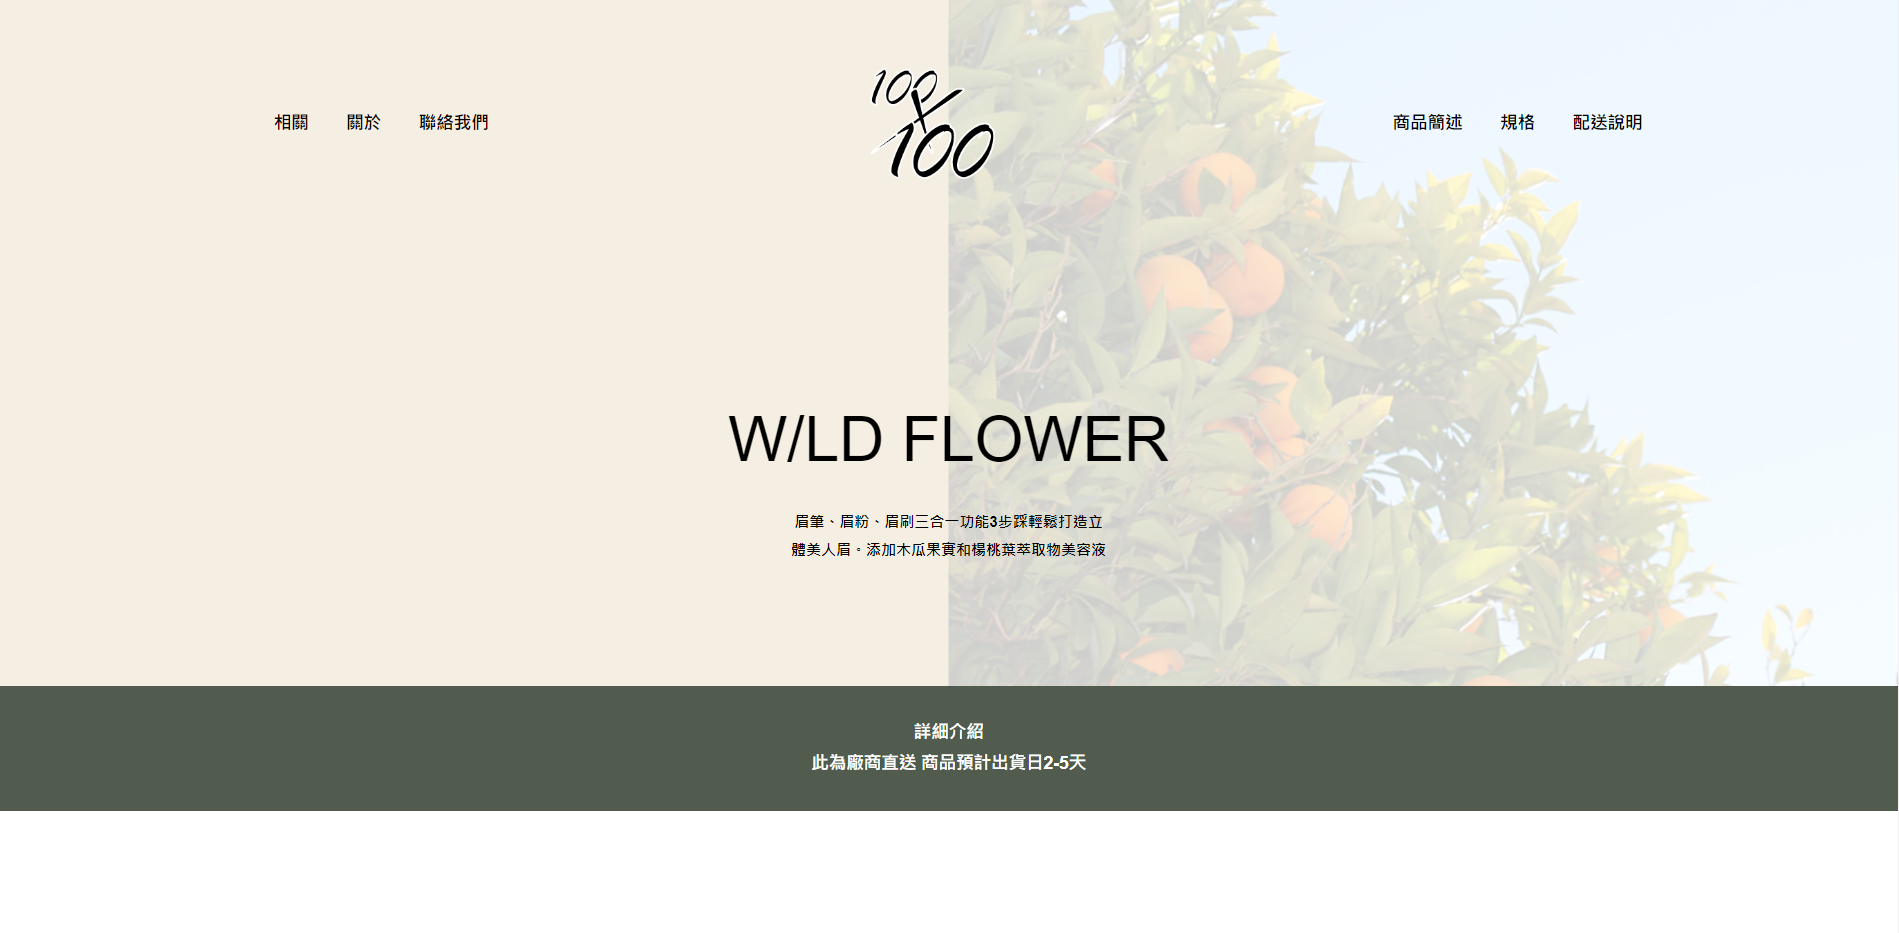 相關 關於 聯絡我們
100
X
100
商品簡述 規格 配送說明
W/LD FLOWER
眉筆、眉粉、眉刷三合一功能3步踩輕鬆打造立
體美人眉。添加木瓜果實和楊桃葉萃取物美容液
詳細介紹
此為廠商直送 商品預計出貨日2-5天